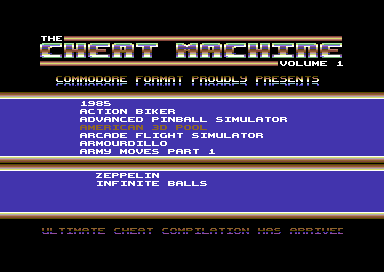 THE
CHEAT MACHINE
VOLUME 1
COMMODORE FORMAT PROUDLY PRESENTS
1985
ACTION BIKER
ADVANCED PINBALL SIMULATOR
AMERICAN 3D POOL
ARCADE FLIGHT SIMULATOR
ARMOURDILLO
ARMY MOVES PART 1
ZEPPELIN
INFINITE BALLS
ULTIMATE CHEAT COMPILATION HAS ARRIVED